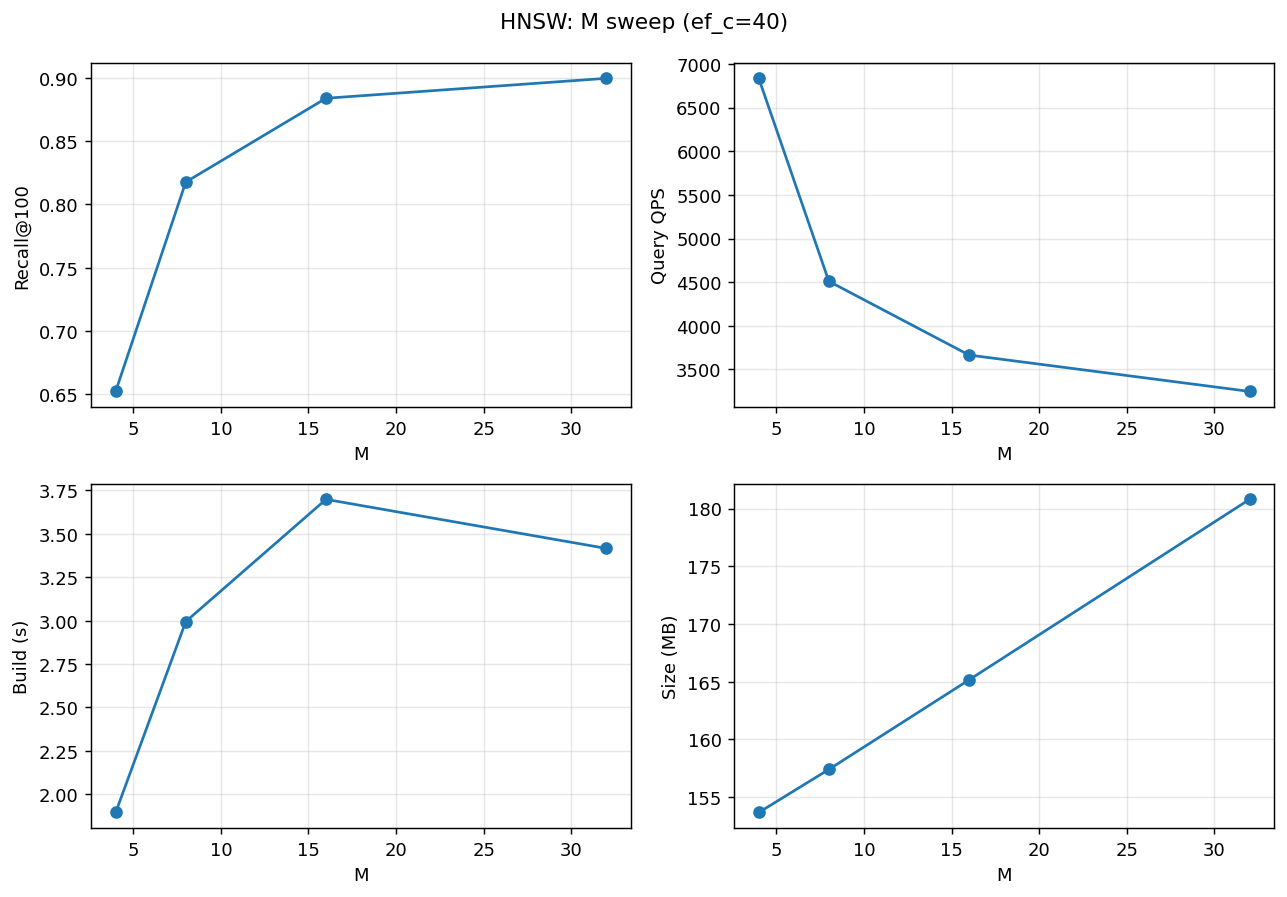 HNSW: M sweep (ef_c=40)
0.90
0.85
0.80
0.75
0.70
0.65
Recall@100
5 10 15 20 25 30
M
7000
6500
6000
5500
5000
4500
4000
3500
Query QPS
5 10 15 20 25 30
M
3.75
3.50
3.25
3.00
2.75
2.50
2.25
2.00
Build (s)
5 10 15 20 25 30
M
180
175
170
165
160
155
Size (MB)
5 10 15 20 25 30
M